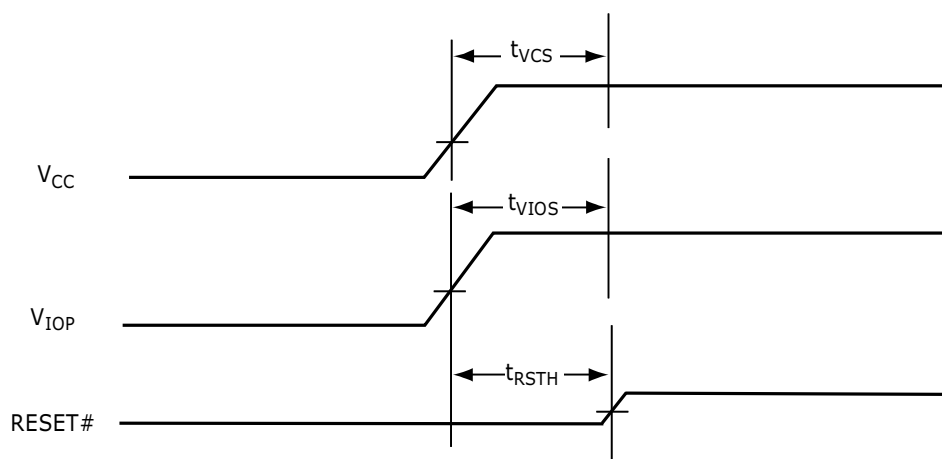 tVCS
VCC
tVIOS
VIOP
tRSTH
RESET#